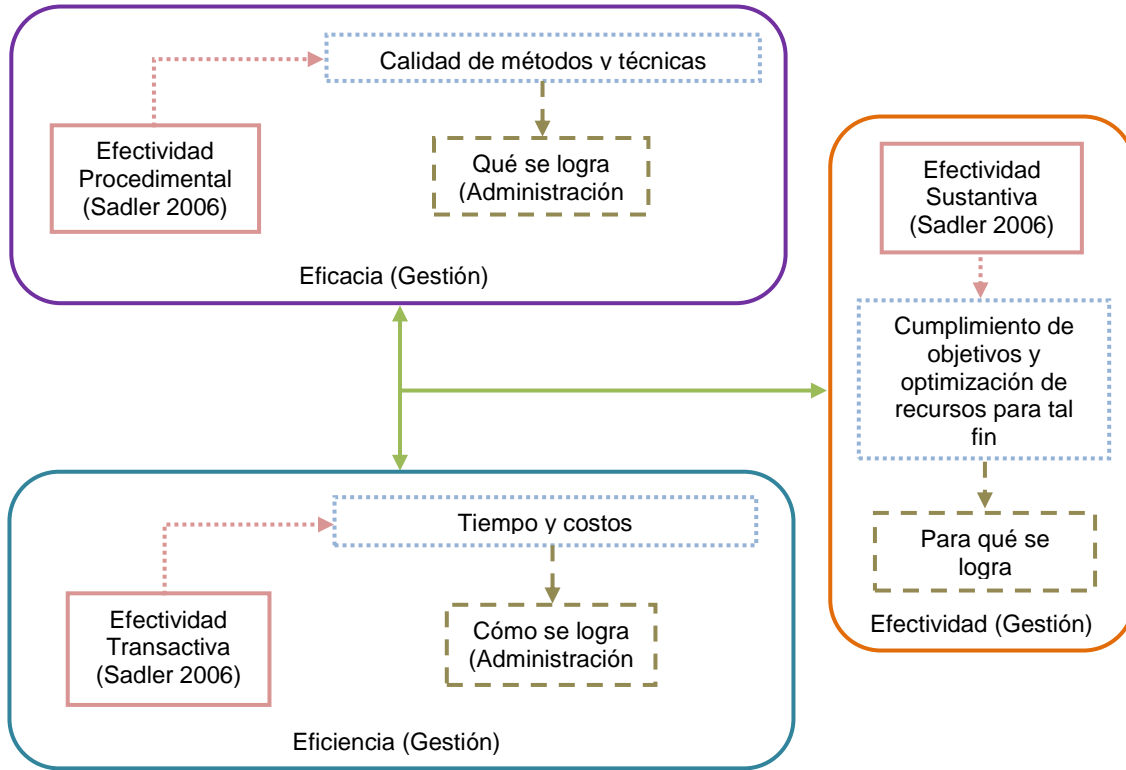 Calidad de métodos y técnicas
Efectividad
Procedimental
(Sadler 2006)
Qué se logra
(Administración
Eficacia (Gestión)
Efectividad
Sustantiva
(Sadler 2006)
Cumplimiento de
objetivos y
optimización de
recursos para tal
fin
Para qué se
logra
Efectividad (Gestión)
Tiempo y costos
Efectividad
Transactiva
(Sadler 2006)
Cómo se logra
(Administración
Eficiencia (Gestión)